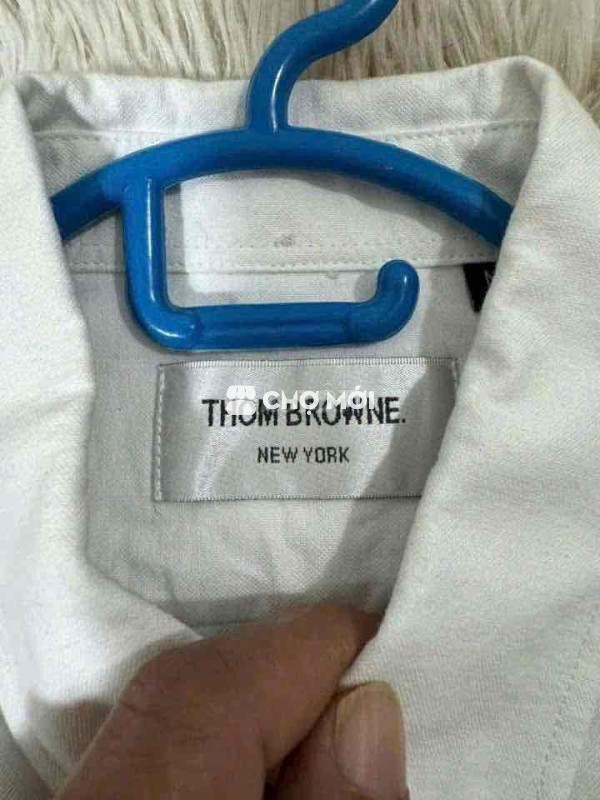 CHỢ MỚI
THOM BROWNE.
NEW YORK